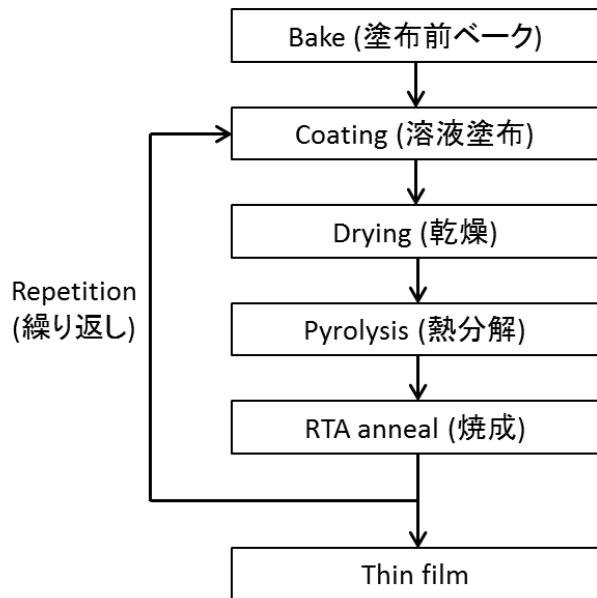 Bake (塗布前ベーク)
Coating (溶液塗布)
Drying (乾燥)
Repetition
(繰り返し)
Pyrolysis (熱分解)
RTA anneal (焼成)
Thin film